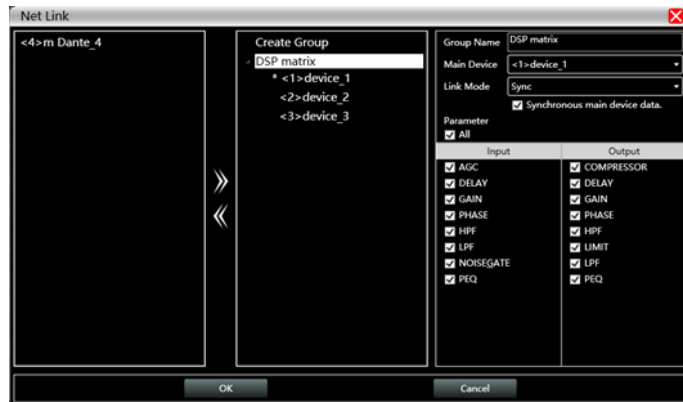 Net Link
<4>m Dante_4
Create Group
DSP matrix
* <1>device_1
<2>device_2
<3>device_3
Group Name DSP matrix
Main Device <1>device_1
Link Mode Sync
Synchronous main device data.
Parameter
All
Input Output
AGC COMPRESSOR
DELAY DELAY
GAIN GAIN
PHASE PHASE
HPF HPF
LPF LIMIT
NOISEGATE LPF
PEQ PEQ
OK Cancel